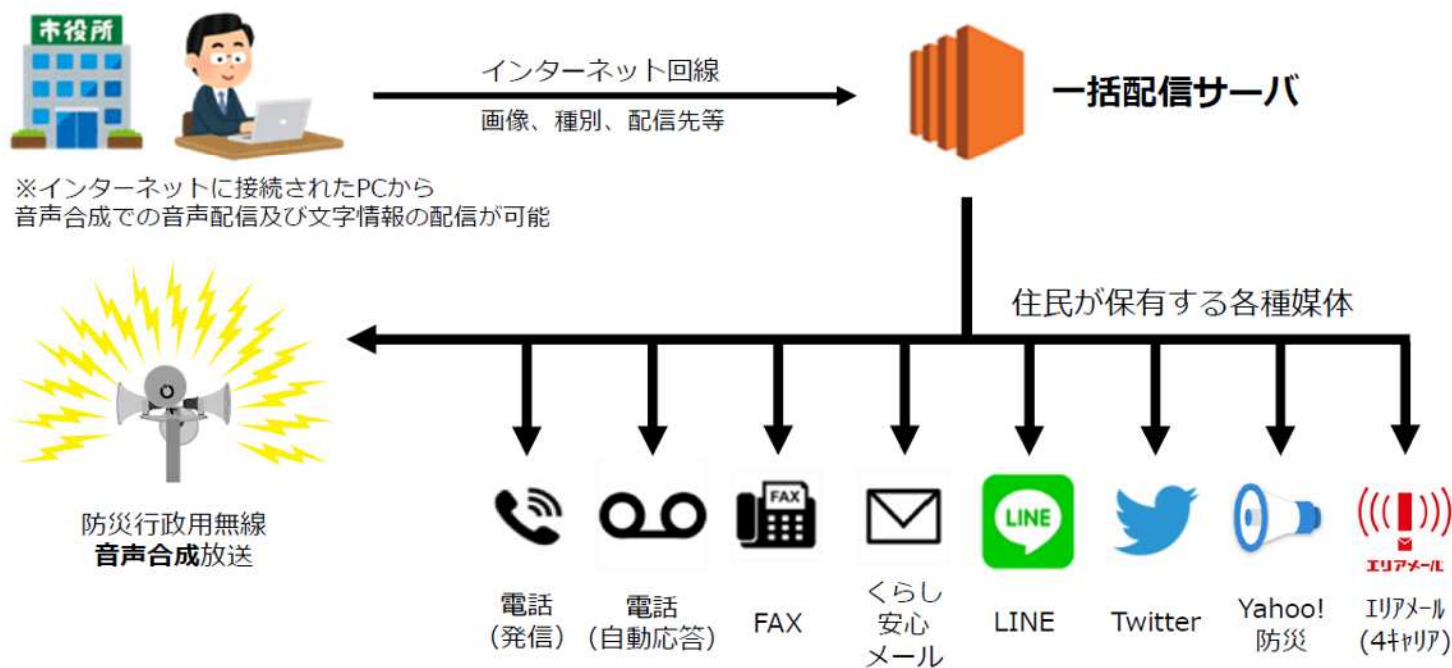 市役所
インターネット回線
画像、種別、配信先等
一括配信サーバ
※インターネットに接続されたPCから
音声合成での音声配信及び文字情報の配信が可能
住民が保有する各種媒体
防災行政用無線
音声合成放送
FAX
LINE
エリアメール
電話
(発信)
電話
(自動応答)
FAX
くらし
安心
メール
LINE
Twitter
Yahoo!
防災
ｴﾘｱﾒｰﾙ
(4ｷｬﾘｱ)